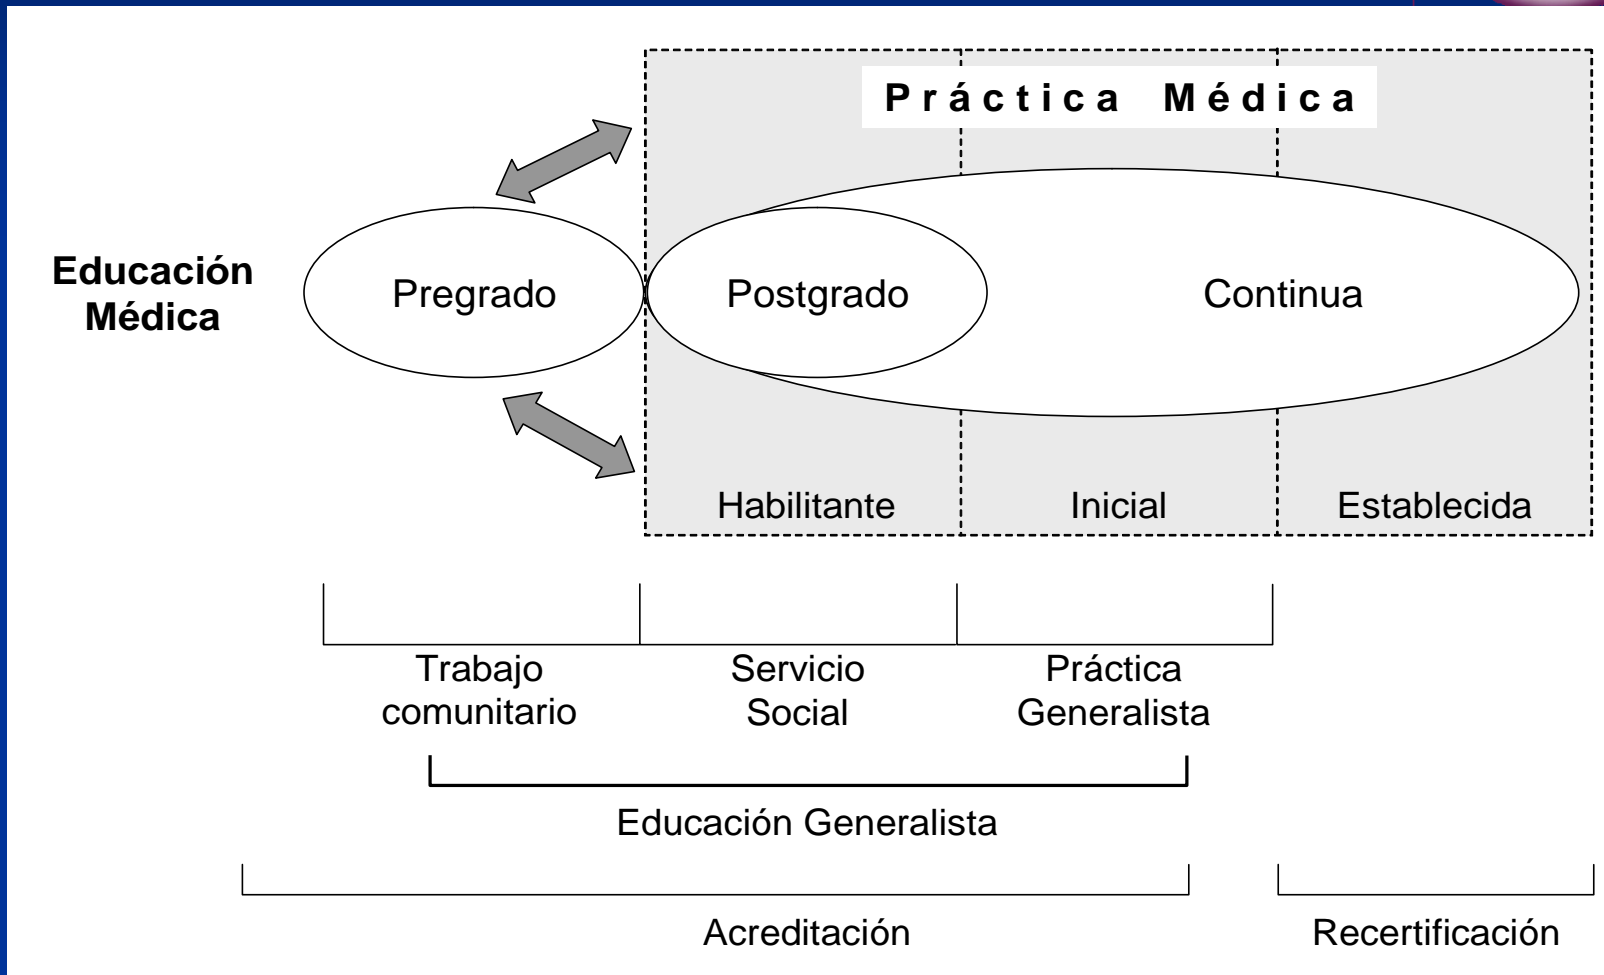 Práctica Médica
Educación
Médica
Pregrado
Postgrado
Continua
Habilitante
Inicial
Establecida
Trabajo
comunitario
Servicio
Social
Práctica
Generalista
Educación Generalista
Acreditación
Recertificación